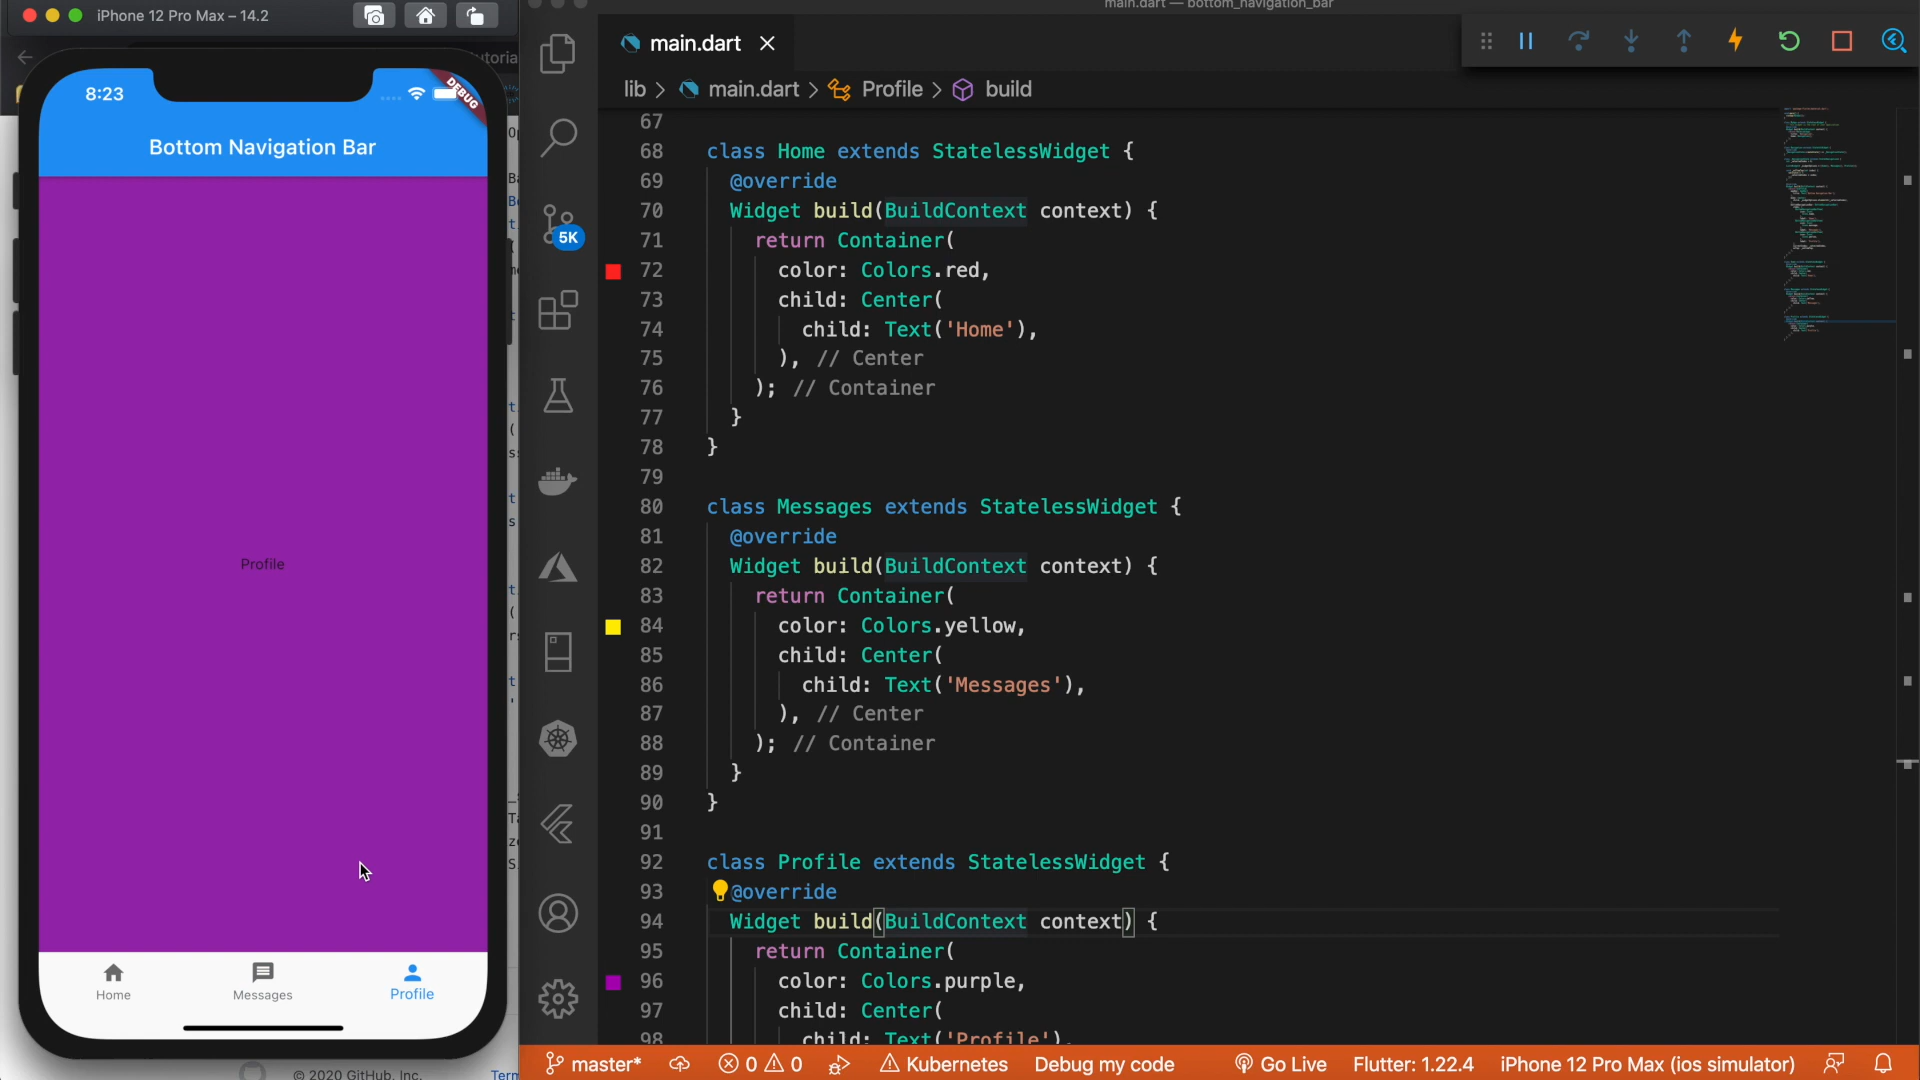 iPhone 12 Pro Max – 14.2
8:23
DEBUG
Bottom Navigation Bar
Profile
Home
Messages
Profile
© 2020 GitHub, Inc.
main.dart — bottom_navigation_bar
main.dart
lib > main.dart > Profile > build
5K
67
68 class Home extends StatelessWidget {
69 @override
70 Widget build(BuildContext context) {
71 return Container(
72 color: Colors.red,
73 child: Center(
74 child: Text('Home'),
75 ), // Center
76 ); // Container
77 }
78 }
79
80 class Messages extends StatelessWidget {
81 @override
82 Widget build(BuildContext context) {
83 return Container(
84 color: Colors.yellow,
85 child: Center(
86 child: Text('Messages'),
87 ), // Center
88 ); // Container
89 }
90 }
91
92 class Profile extends StatelessWidget {
93 @override
94 Widget build(BuildContext context) {
95 return Container(
96 color: Colors.purple,
97 child: Center(
98 child: Text('Profile'),
master* 0 0 Kubernetes Debug my code Go Live Flutter: 1.22.4 iPhone 12 Pro Max (ios simulator)